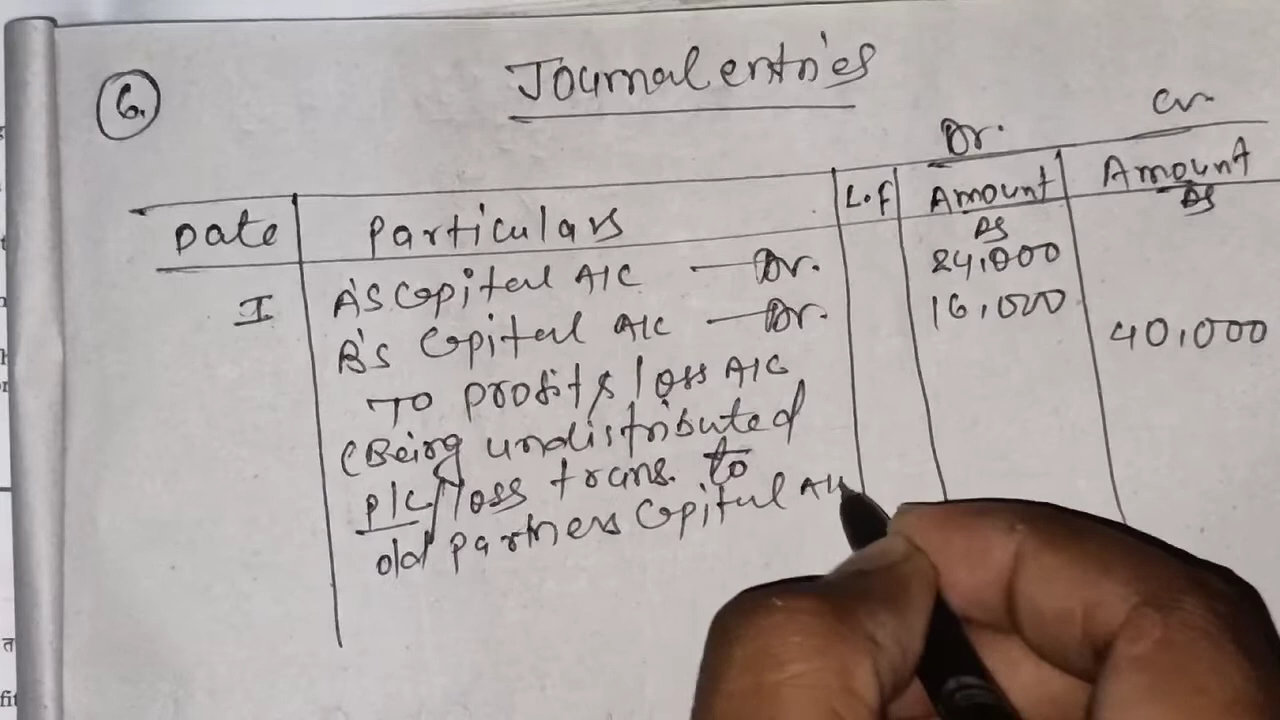 6.
Journal entries
Dr.
Cr.
Date Particulars L.F Amount Rs Amount Rs
I A's Capital A/C — Dr. 24,000
B's Capital A/C — Dr. 16,000
To profit & loss A/C 40,000
(Being undistributed
P/L/loss trans. to
old partners Capital A/c
त
fit